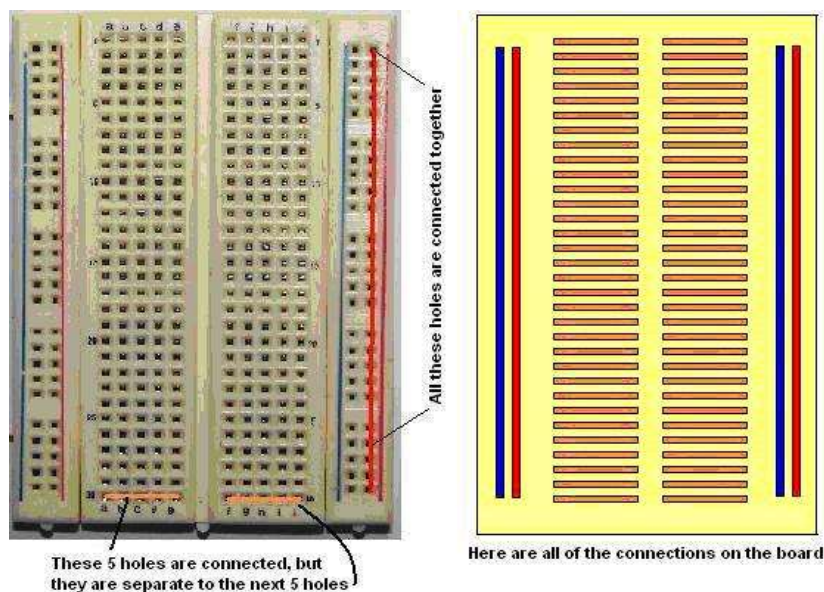 a b c d e
f g h i j
All these holes are connected together
30
a b c d e
f g h i j
Here are all of the connections on the board
These 5 holes are connected, but
they are separate to the next 5 holes